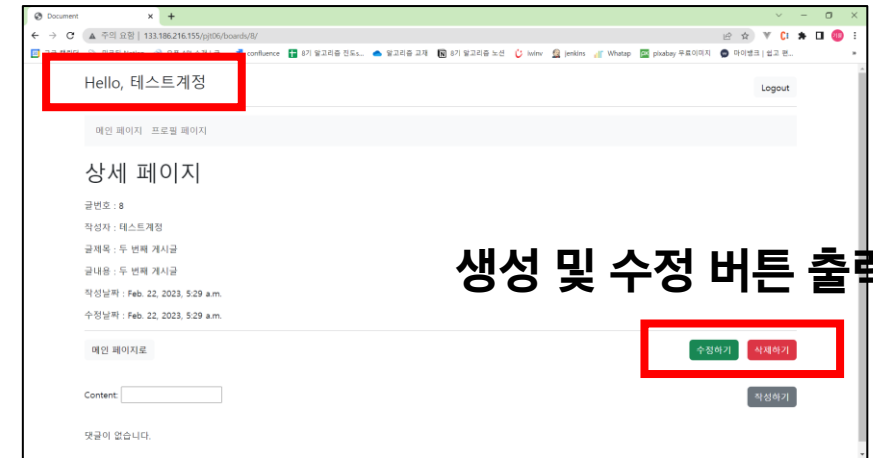 Document
주의 요함 | 133.186.216.155/pjt06/boards/8/
confluence 8기 알고리즘 진도s... 알고리즘 교재 8기 알고리즘 노션 iwinv jenkins Whatap pixabay 무료이미지 마이뱅크 | 쉽고 편...
Hello, 테스트계정
Logout
메인 페이지 프로필 페이지
상세 페이지
글번호 : 8
작성자 : 테스트계정
글제목 : 두 번째 게시글
글내용 : 두 번째 게시글
생성 및 수정 버튼 출력
작성날짜 : Feb. 22, 2023, 5:29 a.m.
수정날짜 : Feb. 22, 2023, 5:29 a.m.
메인 페이지로 수정하기 삭제하기
Content: 작성하기
댓글이 없습니다.